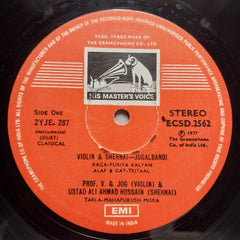 REGD. TRADE MARK OF
THE GRAMOPHONE CO.
HIS MASTER'S VOICE
SIDE ONE
2YJE. 287
Instrumental
(DUET)
CLASSICAL
STEREO
ECSD.2562
℗ 1977
The Gramophone
Co. of India Ltd.
VIOLIN & SHEHNAI—JUGALBANDI
RAGA-PURIYA KALYAN
ALAP & GAT-TRITAAL
PROF. V. G. JOG (VIOLIN) &
USTAD ALI AHMAD HUSSAIN (SHEHNAI)
TABLA-MAHAPURUSH MISRA
EMI
MADE IN INDIA